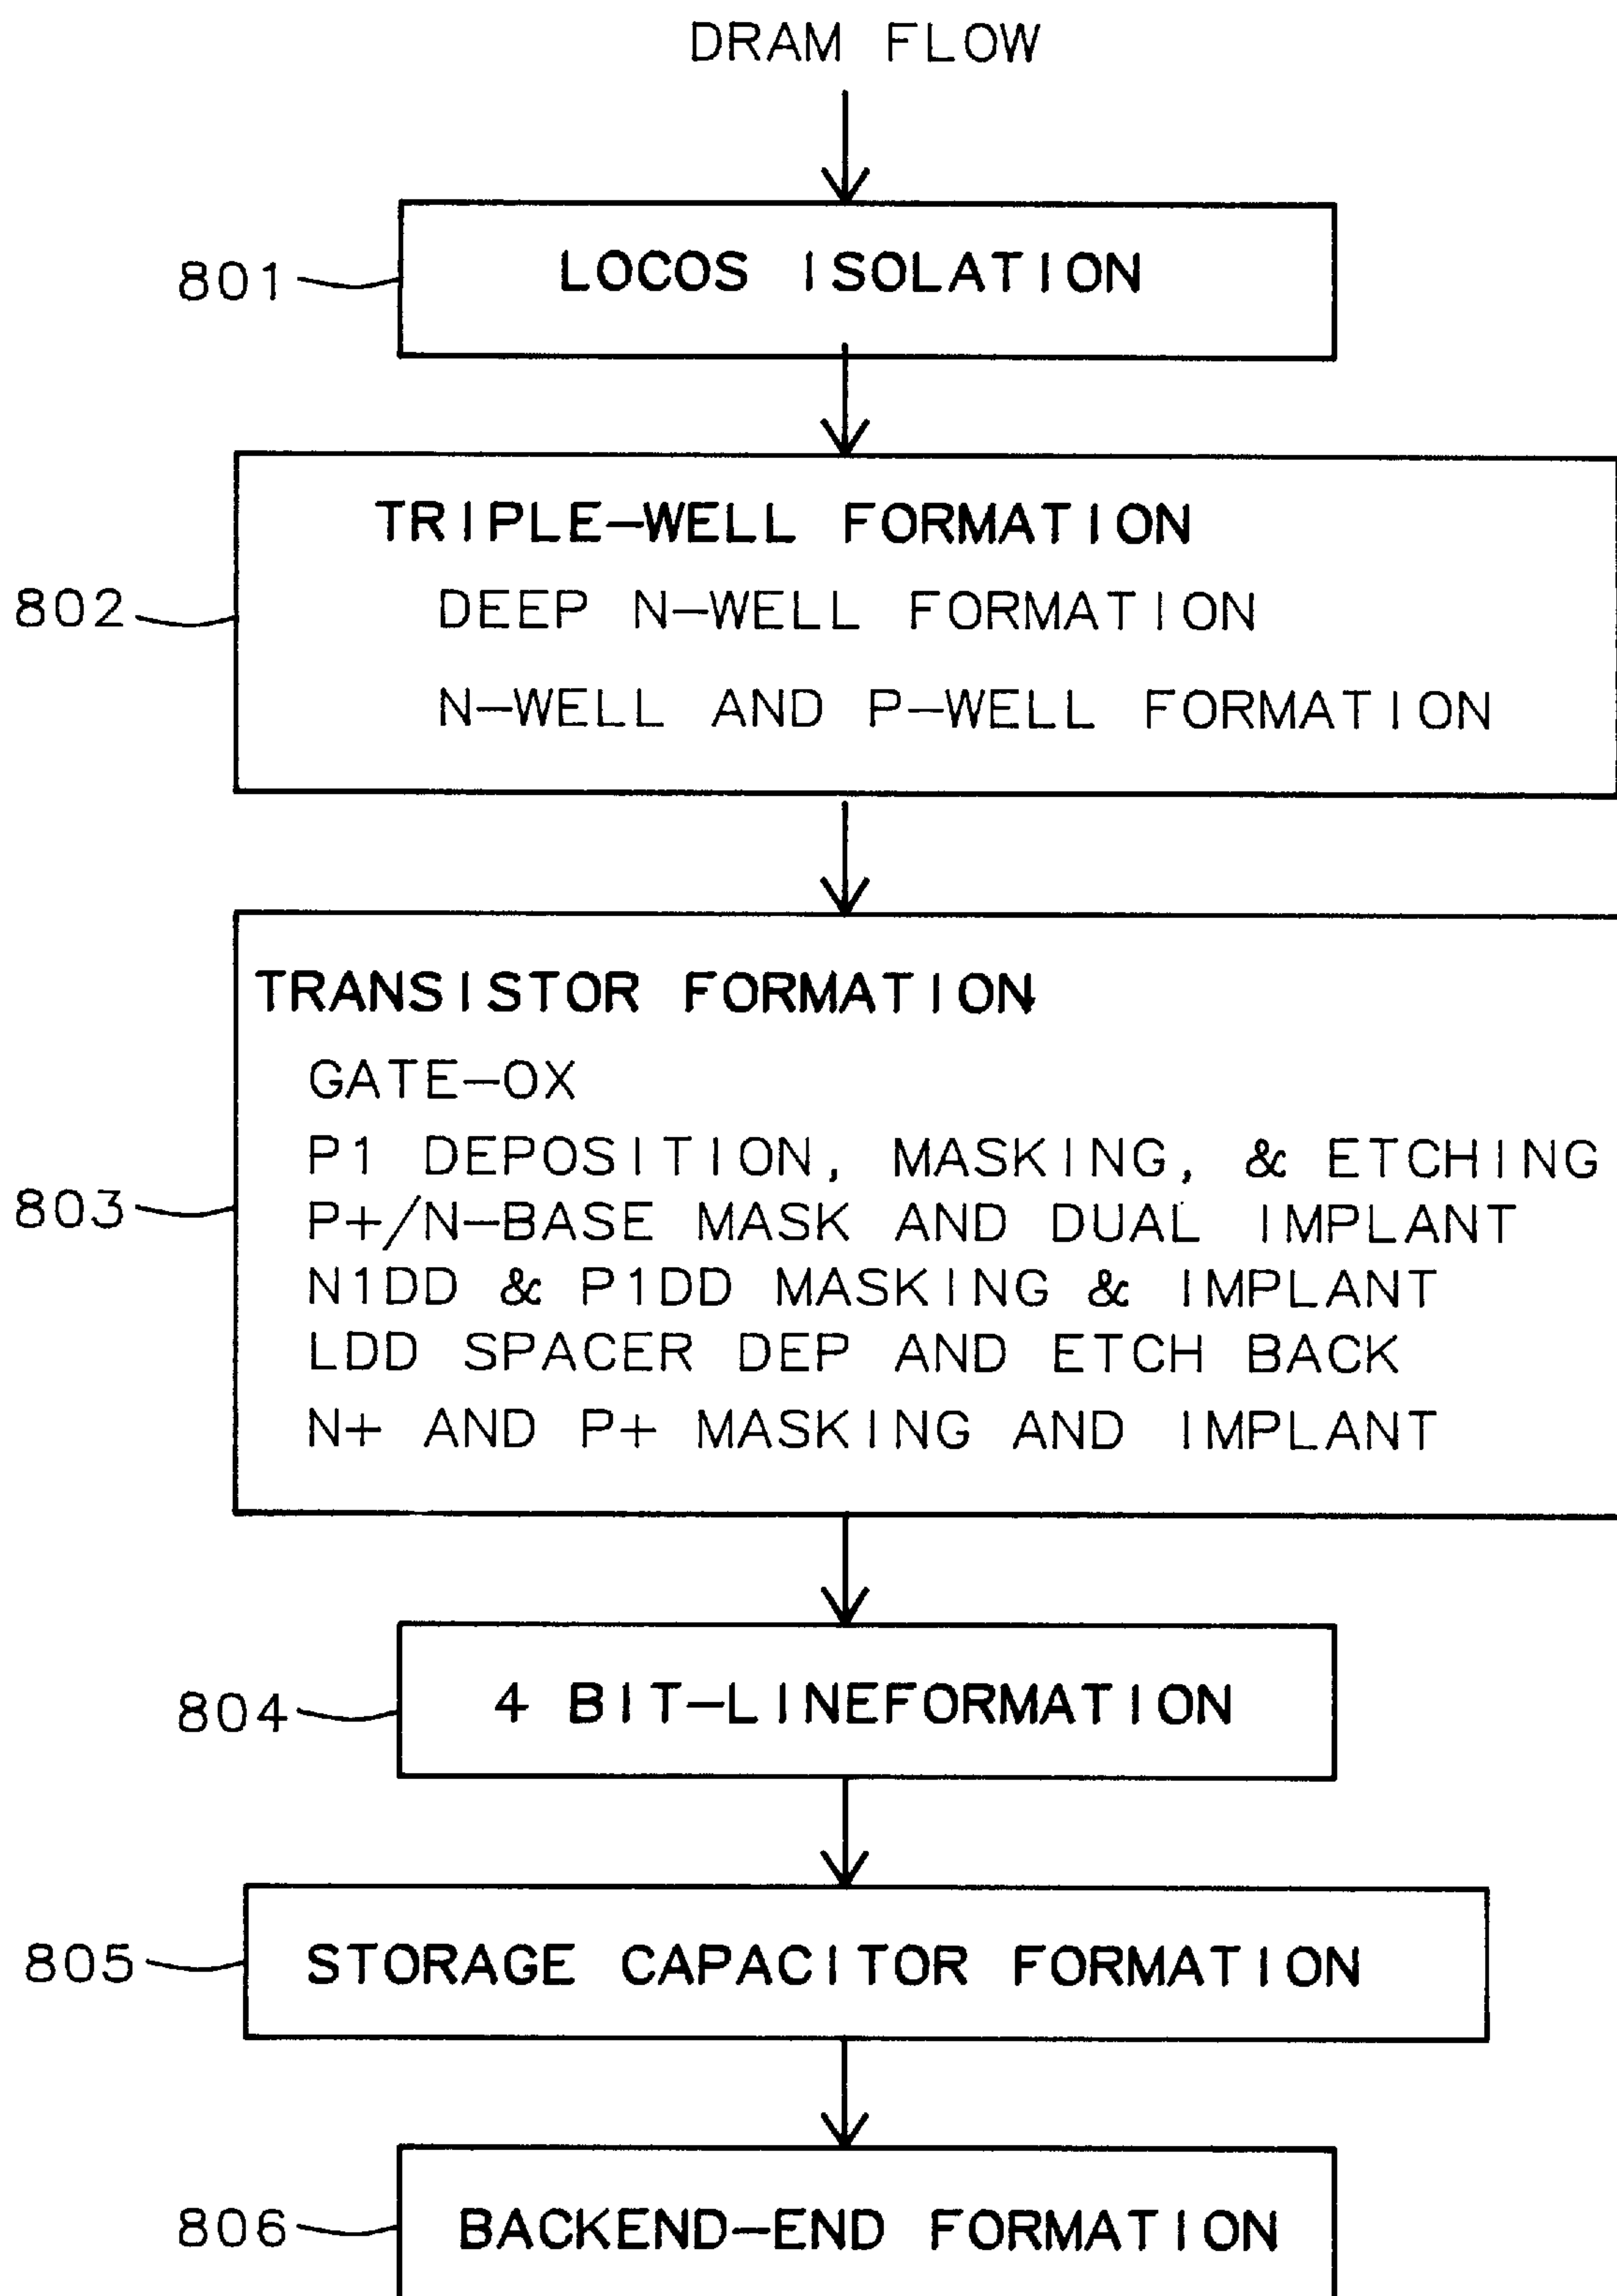 DRAM FLOW
801
LOCOS ISOLATION
802
TRIPLE-WELL FORMATION
DEEP N-WELL FORMATION
N-WELL AND P-WELL FORMATION
803
TRANSISTOR FORMATION
GATE-OX
P1 DEPOSITION, MASKING, & ETCHING
P+/N-BASE MASK AND DUAL IMPLANT
N1DD & P1DD MASKING & IMPLANT
LDD SPACER DEP AND ETCH BACK
N+ AND P+ MASKING AND IMPLANT
804
4 BIT-LINEFORMATION
805
STORAGE CAPACITOR FORMATION
806
BACKEND-END FORMATION